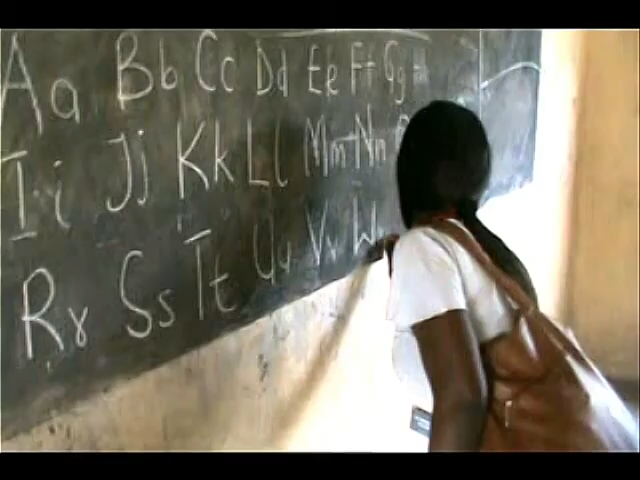 Aa Bb Cc Dd Ee Ff Gg H
Ii Jj Kk Ll Mm Nn
Rr Ss Tt Uu Vv W